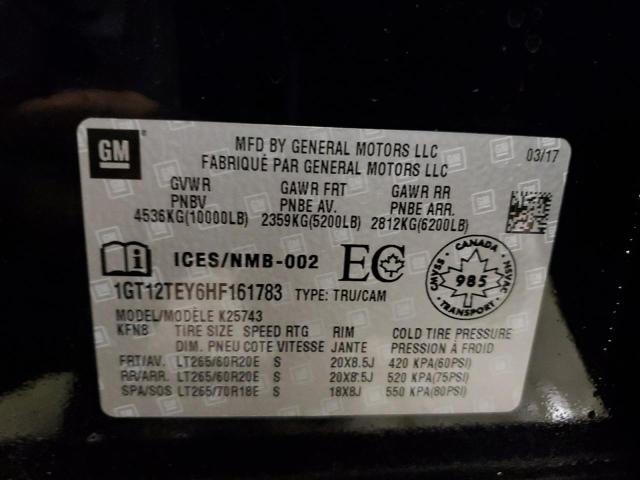 GM
MFD BY GENERAL MOTORS LLC
FABRIQUÉ PAR GENERAL MOTORS LLC
03/17
GVWR GAWR FRT GAWR RR
PNBV PNBE AV. PNBE ARR.
4536KG(10000LB) 2359KG(5200LB) 2812KG(6200LB)
ICES/NMB-002 EC
CANADA CMVSS NSVAC 985 TRANSPORT
1GT12TEY6HF161783 TYPE: TRU/CAM
MODEL/MODÈLE K25743
KFNB TIRE SIZE SPEED RTG RIM COLD TIRE PRESSURE
DIM. PNEU COTE VITESSE JANTE PRESSION À FROID
FRT/AV. LT265/60R20E S 20X8.5J 420 KPA(60PSI)
RR/ARR. LT265/60R20E S 20X8.5J 520 KPA(75PSI)
SPA/SOS LT265/70R18E S 18X8J 550 KPA(80PSI)